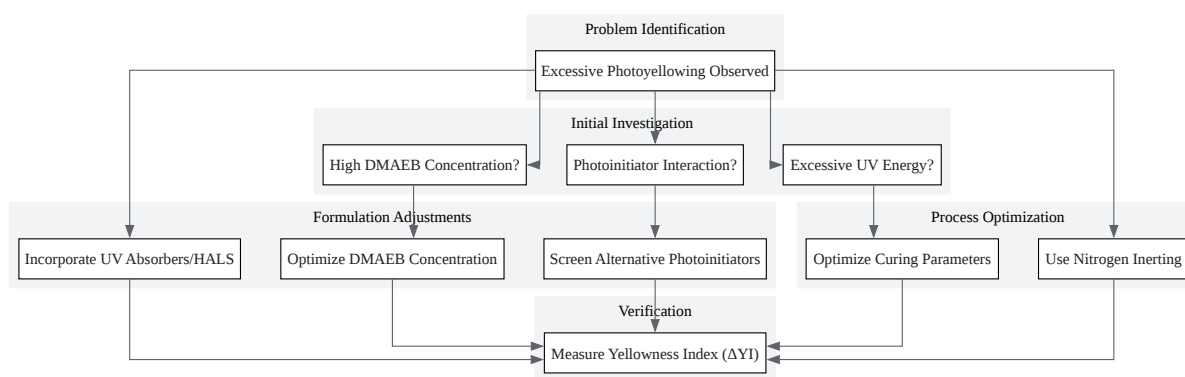 Problem Identification
Excessive Photoyellowing Observed
Initial Investigation
High DMAEB Concentration?
Photoinitiator Interaction?
Excessive UV Energy?
Formulation Adjustments
Process Optimization
Incorporate UV Absorbers/HALS
Optimize DMAEB Concentration
Screen Alternative Photoinitiators
Optimize Curing Parameters
Use Nitrogen Inerting
Verification
Measure Yellowness Index (ΔYI)